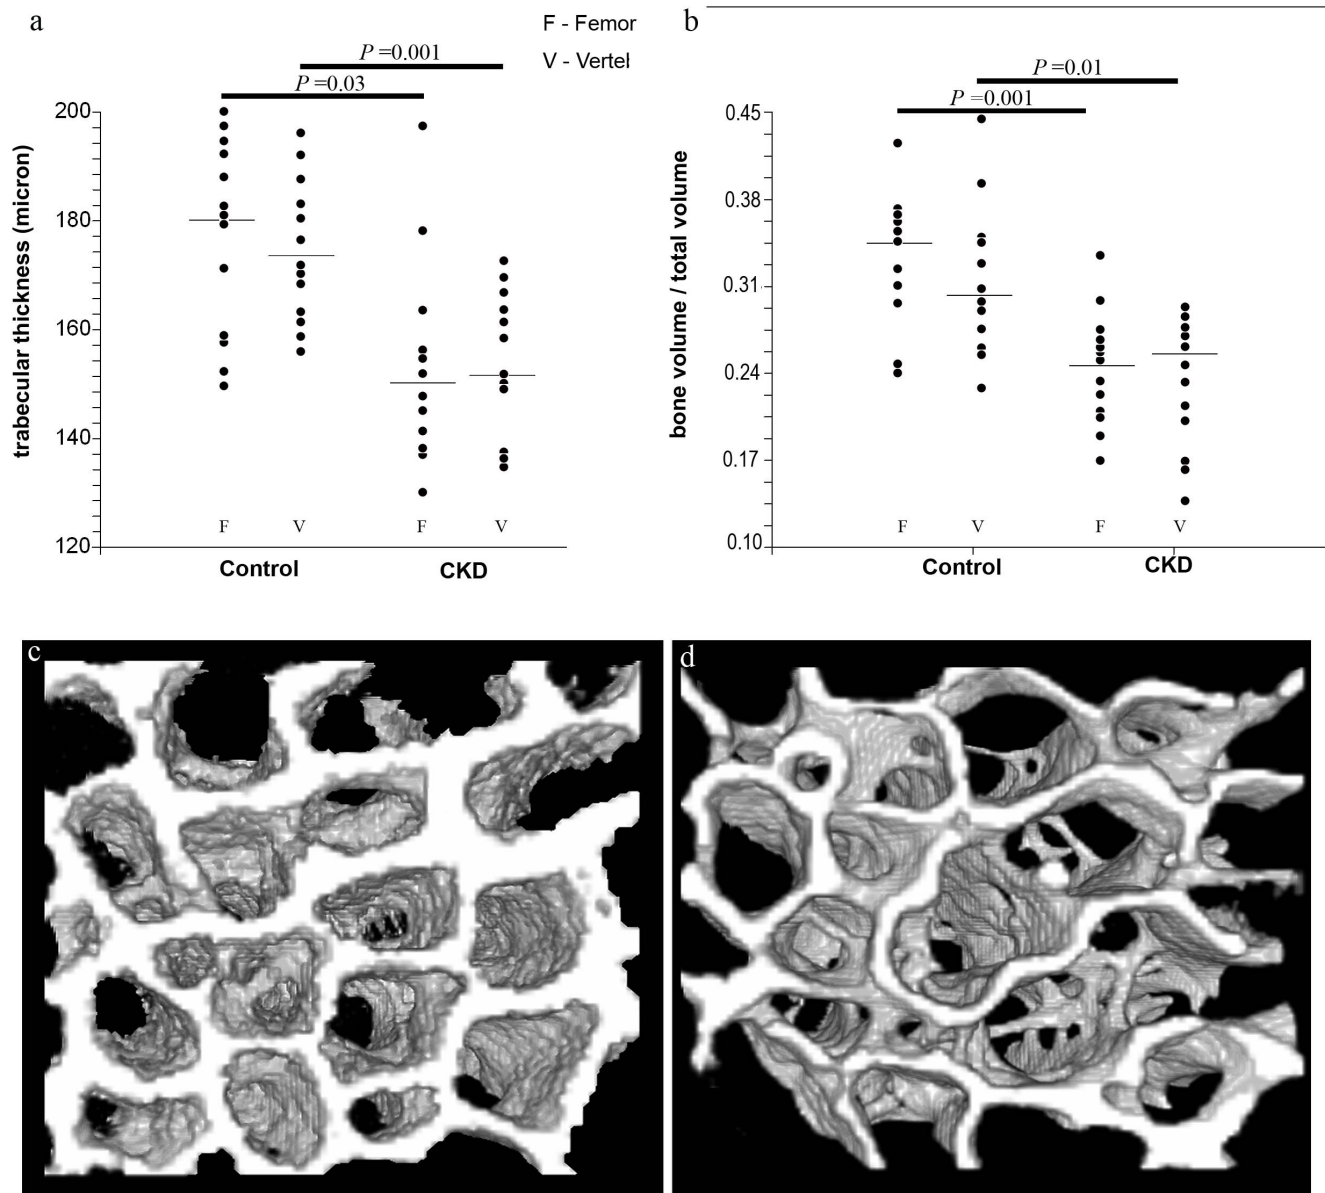 a
F - Femor
V - Vertel
P =0.001
P =0.03
200
180
160
140
120
trabecular thickness (micron)
F V F V
Control CKD
b
P =0.01
P =0.001
0.45
0.38
0.31
0.24
0.17
0.10
bone volume / total volume
F V F V
Control CKD
c
d